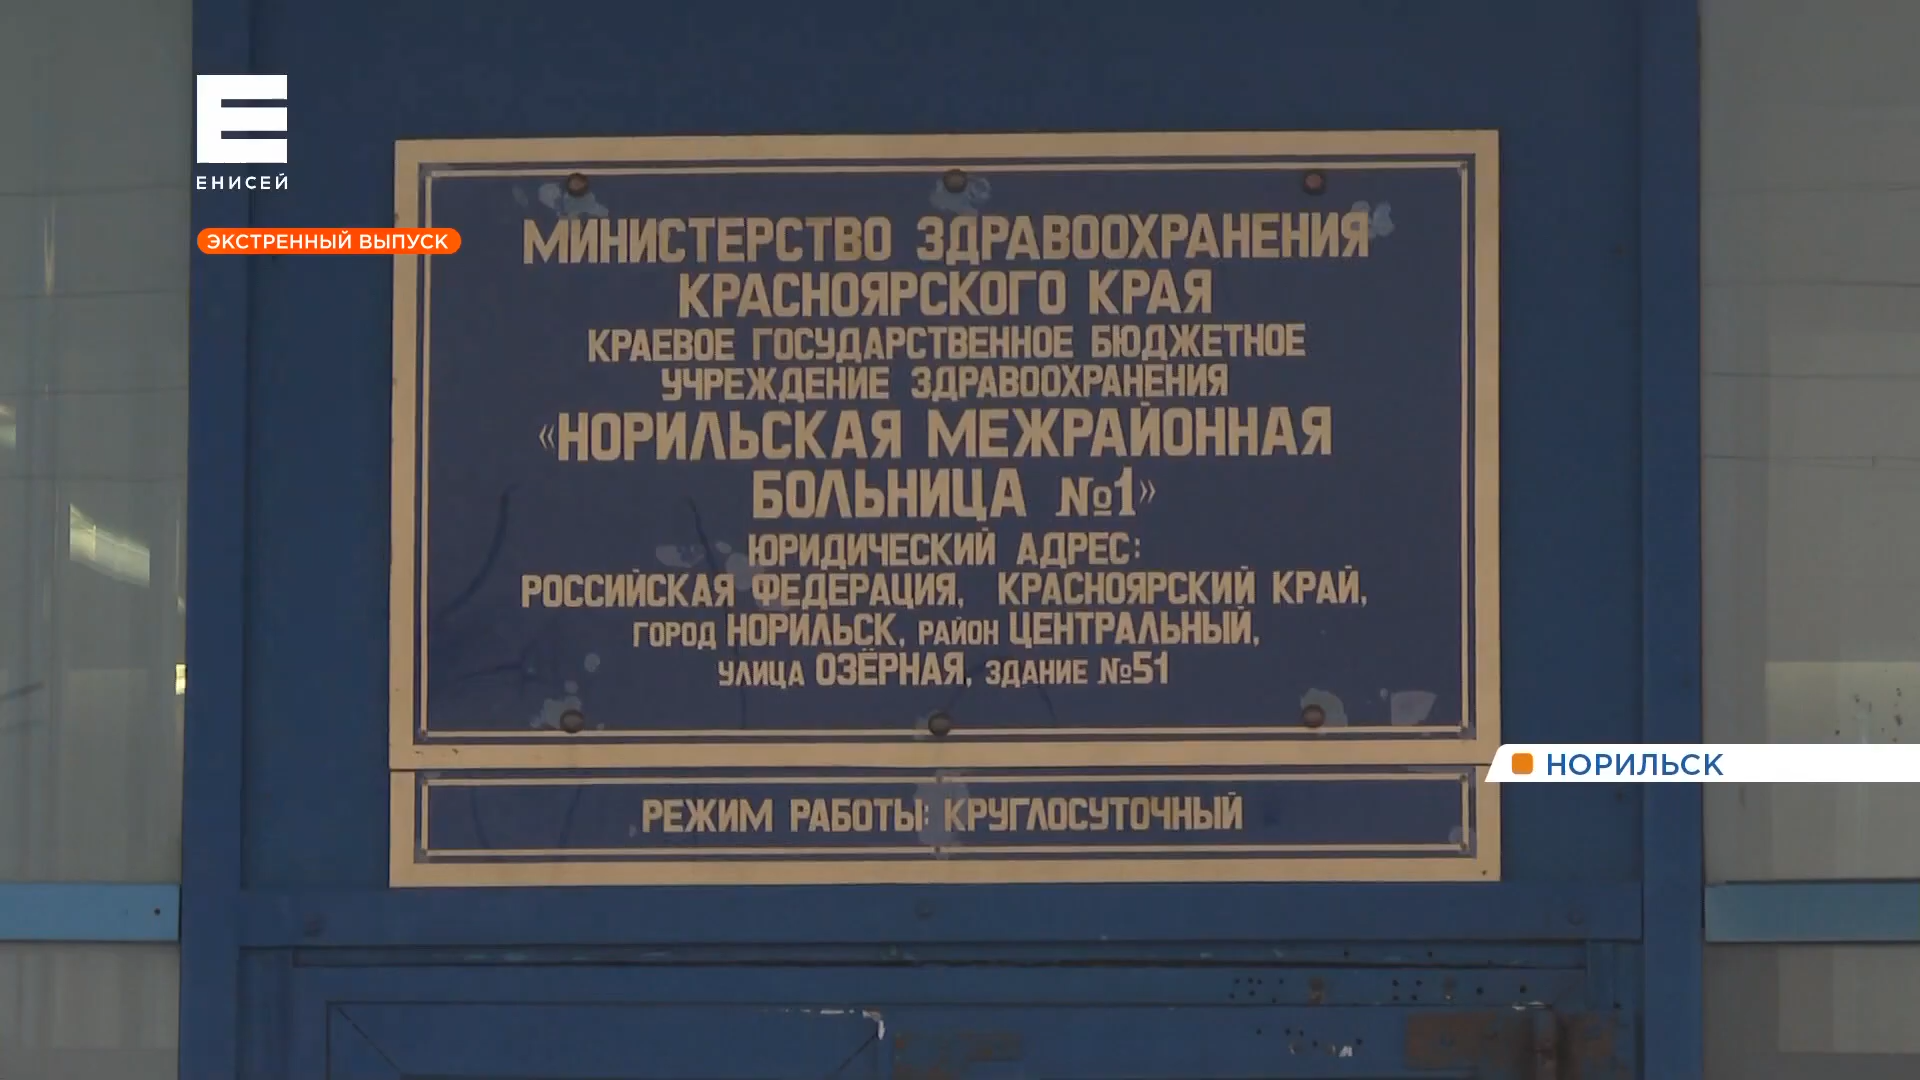 ЕНИСЕЙ
ЭКСТРЕННЫЙ ВЫПУСК
МИНИСТЕРСТВО ЗДРАВООХРАНЕНИЯ
КРАСНОЯРСКОГО КРАЯ
КРАЕВОЕ ГОСУДАРСТВЕННОЕ БЮДЖЕТНОЕ
УЧРЕЖДЕНИЕ ЗДРАВООХРАНЕНИЯ
«НОРИЛЬСКАЯ МЕЖРАЙОННАЯ
БОЛЬНИЦА №1»
ЮРИДИЧЕСКИЙ АДРЕС:
РОССИЙСКАЯ ФЕДЕРАЦИЯ, КРАСНОЯРСКИЙ КРАЙ,
ГОРОД НОРИЛЬСК, РАЙОН ЦЕНТРАЛЬНЫЙ,
УЛИЦА ОЗЁРНАЯ, ЗДАНИЕ №51
НОРИЛЬСК
РЕЖИМ РАБОТЫ: КРУГЛОСУТОЧНЫЙ